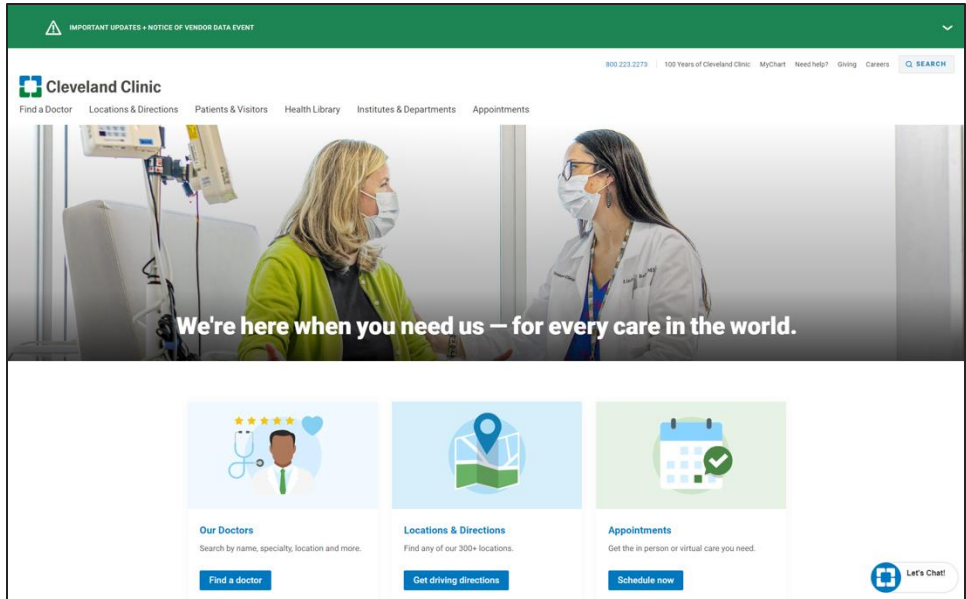 IMPORTANT UPDATES + NOTICE OF VENDOR DATA EVENT
800.223.2273 100 Years of Cleveland Clinic MyChart Need help? Giving Careers SEARCH
Cleveland Clinic
Find a Doctor Locations & Directions Patients & Visitors Health Library Institutes & Departments Appointments
We're here when you need us — for every care in the world.
Our Doctors Locations & Directions Appointments
Search by name, specialty, location and more. Find any of our 300+ locations. Get the in person or virtual care you need.
Find a doctor Get driving directions Schedule now
Let's Chat!